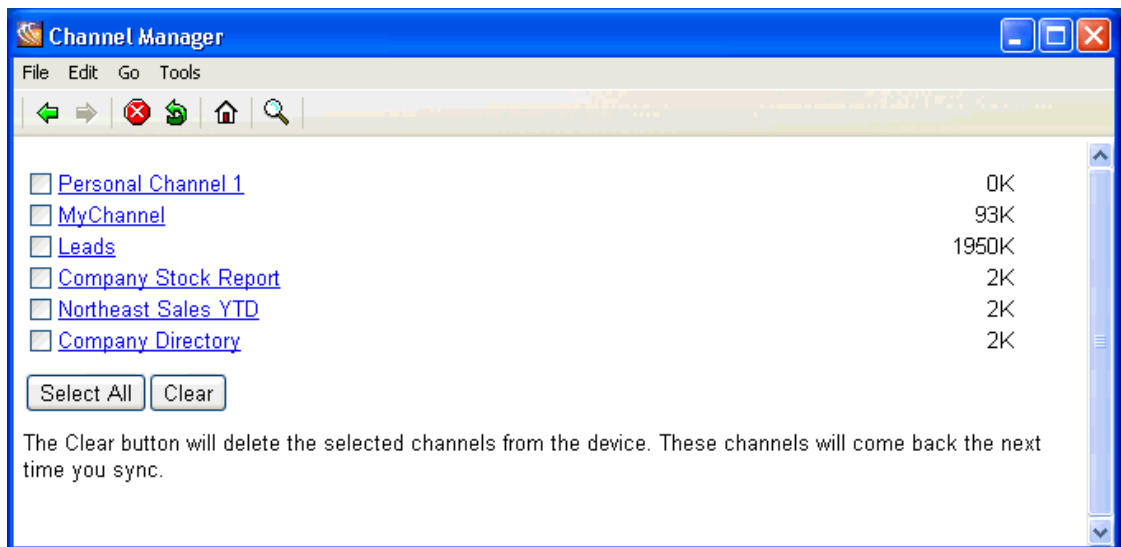 Channel Manager
File Edit Go Tools
Personal Channel 1 0K
MyChannel 93K
Leads 1950K
Company Stock Report 2K
Northeast Sales YTD 2K
Company Directory 2K
Select All Clear
The Clear button will delete the selected channels from the device. These channels will come back the next
time you sync.